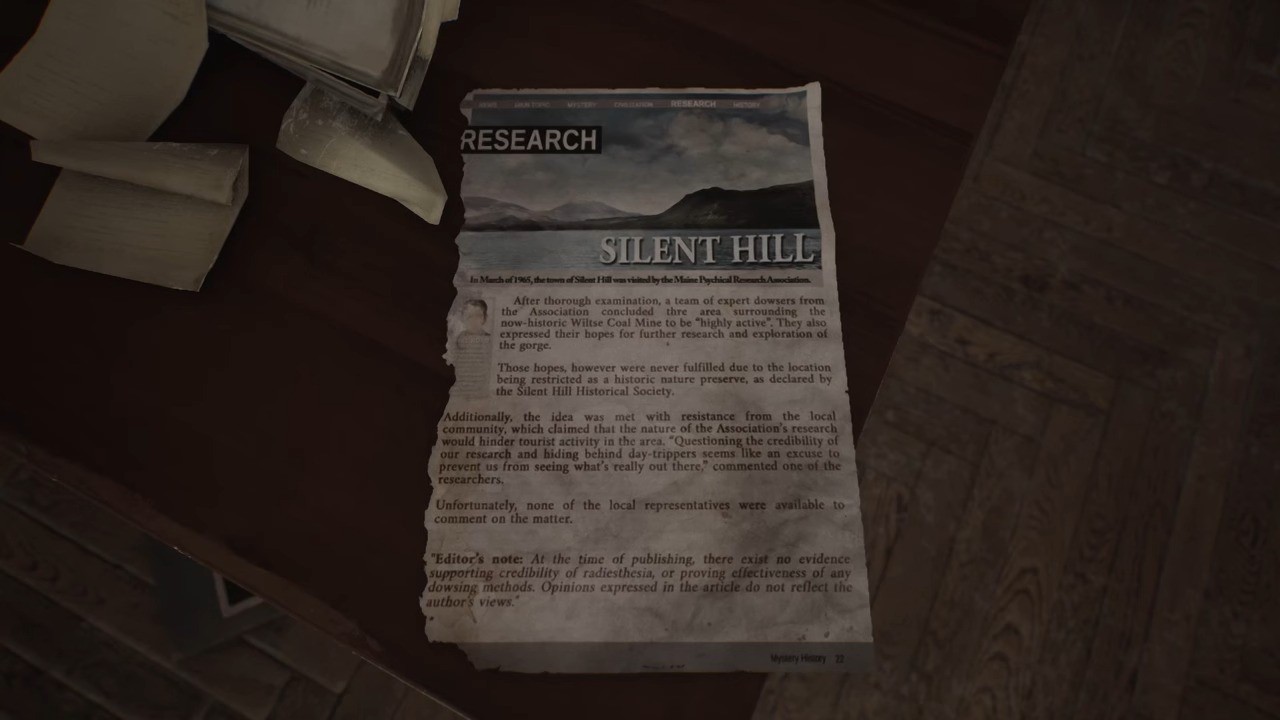 NEWS MAIN TOPIC MYSTERY CIVILIZATION RESEARCH HISTORY
RESEARCH
SILENT HILL
In March of 1965, the town of Silent Hill was visited by the Maine Psychical Research Association.
After thorough examination, a team of expert dowsers from
the Association concluded thre area surrounding the
now-historic Wiltse Coal Mine to be "highly active". They also
expressed their hopes for further research and exploration of
the gorge.
Those hopes, however were never fulfilled due to the location
being restricted as a historic nature preserve, as declared by
the Silent Hill Historical Society.
Additionally, the idea was met with resistance from the local
community, which claimed that the nature of the Association's research
would hinder tourist activity in the area. "Questioning the credibility of
our research and hiding behind day-trippers seems like an excuse to
prevent us from seeing what's really out there," commented one of the
researchers.
Unfortunately, none of the local representatives were available to
comment on the matter.
"Editor's note: At the time of publishing, there exist no evidence
supporting credibility of radiesthesia, or proving effectiveness of any
dowsing methods. Opinions expressed in the article do not reflect the
author's views."
Mystery History 22